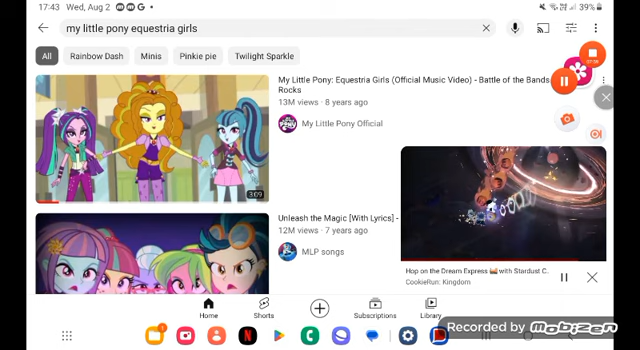 17:43 Wed, Aug 2
39%
my little pony equestria girls
All
Rainbow Dash
Minis
Pinkie pie
Twilight Sparkle
My Little Pony: Equestria Girls (Official Music Video) - Battle of the Bands
Rocks
13M views · 8 years ago
My Little Pony Official
3:09
Unleash the Magic [With Lyrics] -
12M views · 7 years ago
MLP songs
Hop on the Dream Express 🚂 with Stardust C.
CookieRun: Kingdom
Home
Shorts
Subscriptions
Library
Recorded by Mobizen